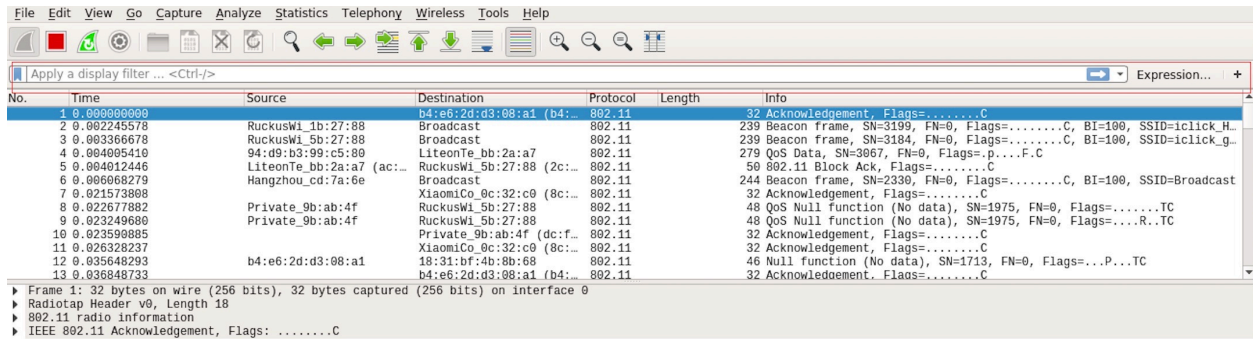 File Edit View Go Capture Analyze Statistics Telephony Wireless Tools Help
Apply a display filter ... <Ctrl-/> Expression... +
No. Time Source Destination Protocol Length Info
1 0.000000000 b4:e6:2d:d3:08:a1 (b4:… 802.11 32 Acknowledgement, Flags=........C
2 0.002245578 RuckusWi_1b:27:88 Broadcast 802.11 239 Beacon frame, SN=3199, FN=0, Flags=........C, BI=100, SSID=iclick_H…
3 0.003366678 RuckusWi_5b:27:88 Broadcast 802.11 239 Beacon frame, SN=3184, FN=0, Flags=........C, BI=100, SSID=iclick_g…
4 0.004005410 94:d9:b3:99:c5:80 LiteonTe_bb:2a:a7 802.11 279 QoS Data, SN=3067, FN=0, Flags=.p....F.C
5 0.004012446 LiteonTe_bb:2a:a7 (ac:… RuckusWi_5b:27:88 (2c:… 802.11 50 802.11 Block Ack, Flags=........C
6 0.006068279 Hangzhou_cd:7a:6e Broadcast 802.11 244 Beacon frame, SN=2330, FN=0, Flags=........C, BI=100, SSID=Broadcast
7 0.021573808 XiaomiCo_0c:32:c0 (8c:… 802.11 32 Acknowledgement, Flags=........C
8 0.022677882 Private_9b:ab:4f RuckusWi_5b:27:88 802.11 48 QoS Null function (No data), SN=1975, FN=0, Flags=.......TC
9 0.023249680 Private_9b:ab:4f RuckusWi_5b:27:88 802.11 48 QoS Null function (No data), SN=1975, FN=0, Flags=....R..TC
10 0.023590885 Private_9b:ab:4f (dc:f… 802.11 32 Acknowledgement, Flags=........C
11 0.026328237 XiaomiCo_0c:32:c0 (8c:… 802.11 32 Acknowledgement, Flags=........C
12 0.035648293 b4:e6:2d:d3:08:a1 18:31:bf:4b:8b:68 802.11 46 Null function (No data), SN=1713, FN=0, Flags=...P...TC
13 0.036848733 b4:e6:2d:d3:08:a1 (b4:… 802.11 32 Acknowledgement, Flags=........C
Frame 1: 32 bytes on wire (256 bits), 32 bytes captured (256 bits) on interface 0
Radiotap Header v0, Length 18
802.11 radio information
IEEE 802.11 Acknowledgement, Flags: ........C